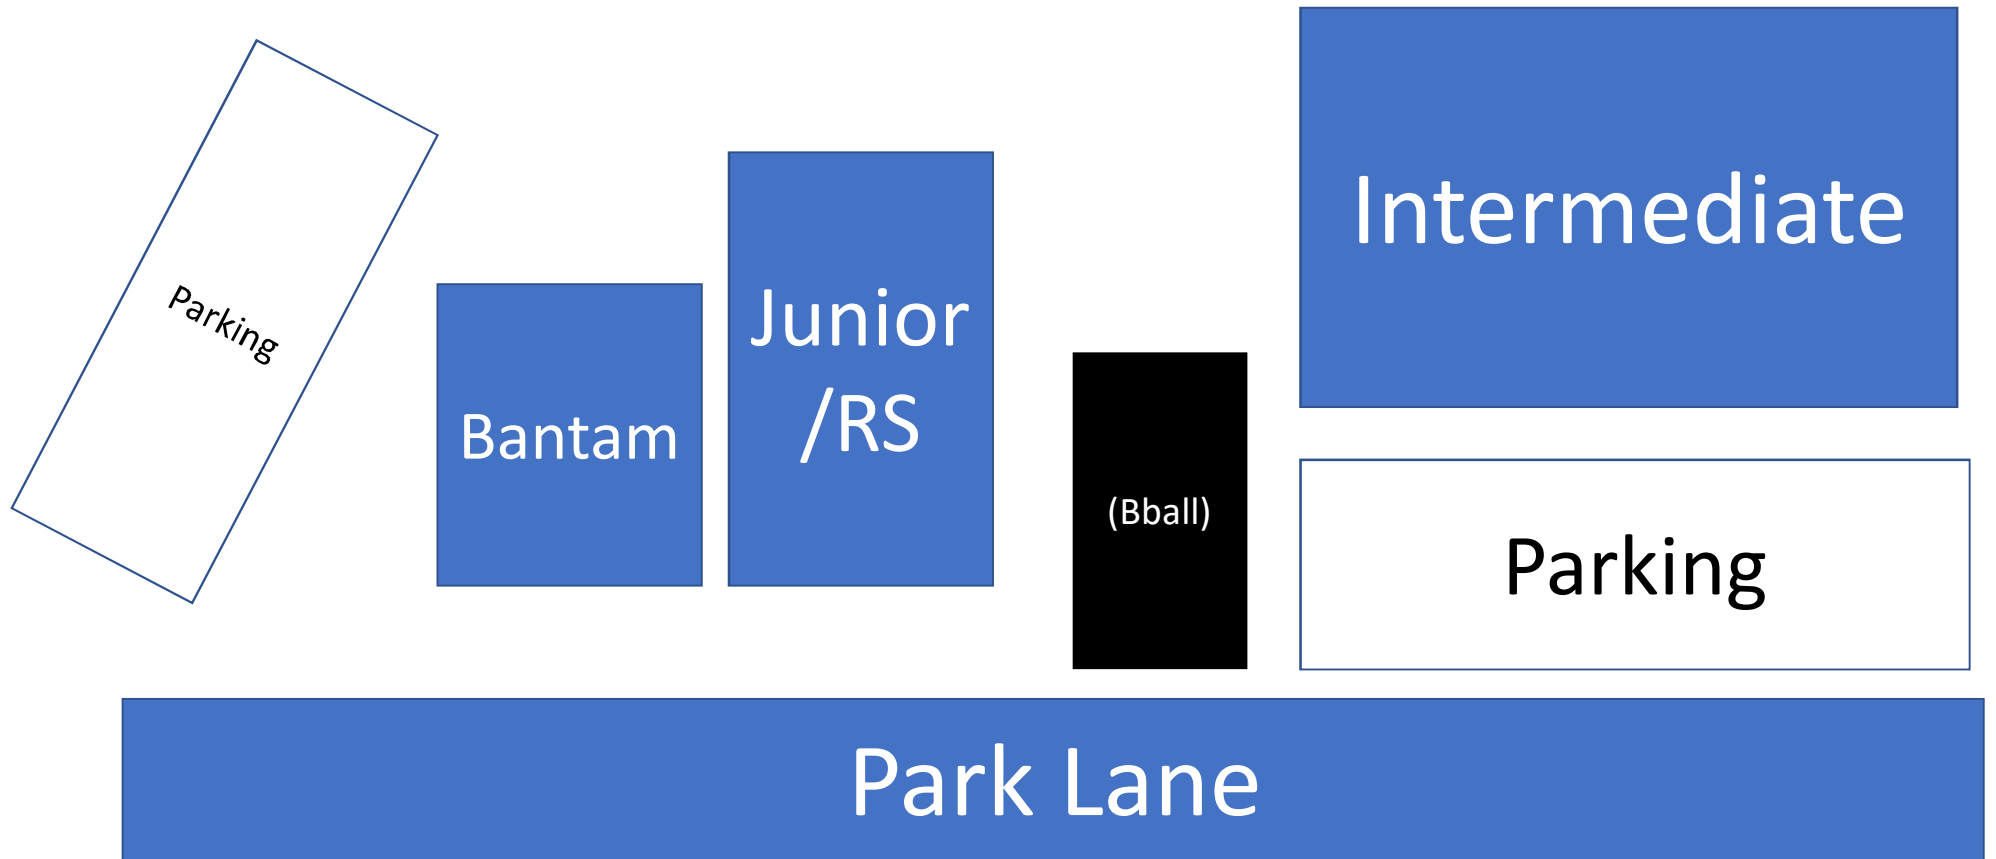 Parking
Bantam
Junior
/RS
(Bball)
Intermediate
Parking
Park Lane